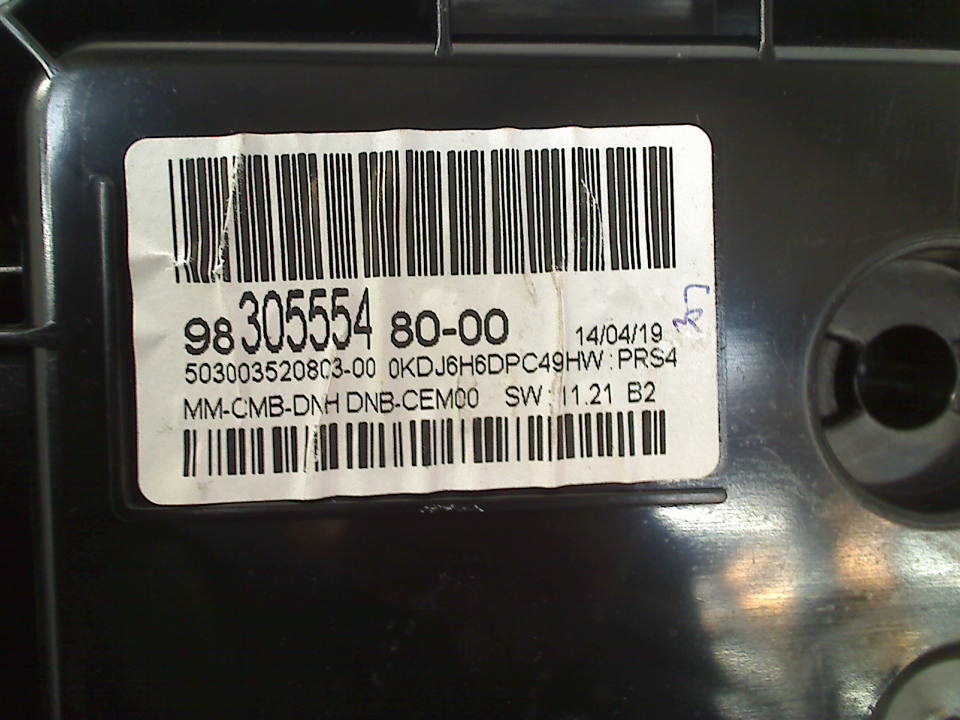 98 305554 80-00 14/04/19
503003520803-00 0KDJ6H6DPC49HW:PRS4
MM-CMB-DNH DNB-CEM00 SW: 11.21 B2